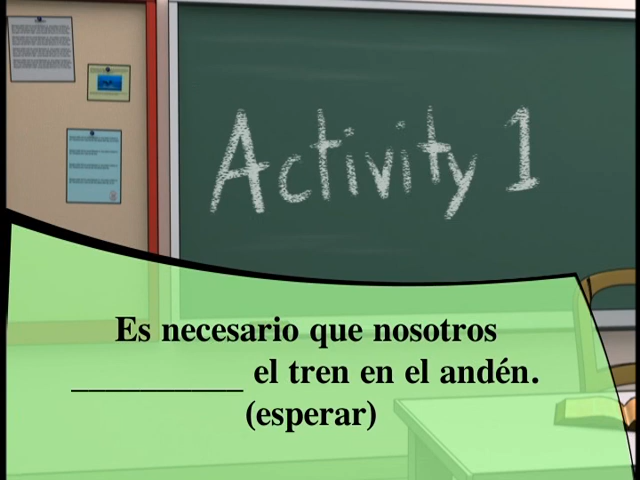 Activity 1
Es necesario que nosotros
__________ el tren en el andén.
(esperar)